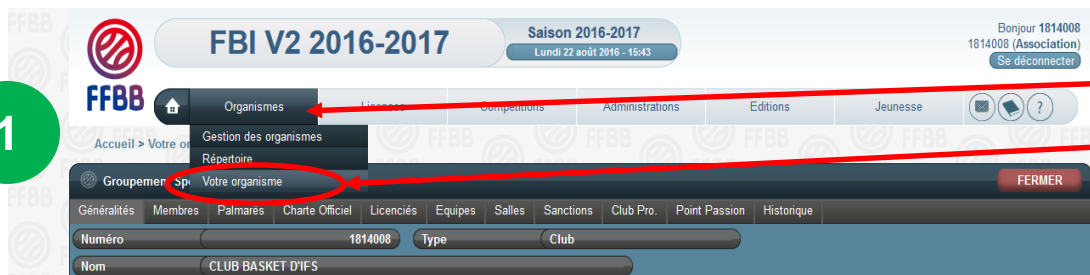 FBI V2 2016-2017
Saison 2016-2017
Lundi 22 août 2016 - 15:43
Bonjour 1814008
1814008 (Association)
Se déconnecter
FFBB
Organismes Licences Compétitions Administrations Editions Jeunesse ?
1
Accueil > Votre or
Gestion des organismes
Répertoire
Votre organisme
Groupement Sp
FERMER
Généralités Membres Palmarés Charte Officiel Licenciés Equipes Salles Sanctions Club Pro. Point Passion Historique
Numéro 1814008 Type Club
Nom CLUB BASKET D'IFS